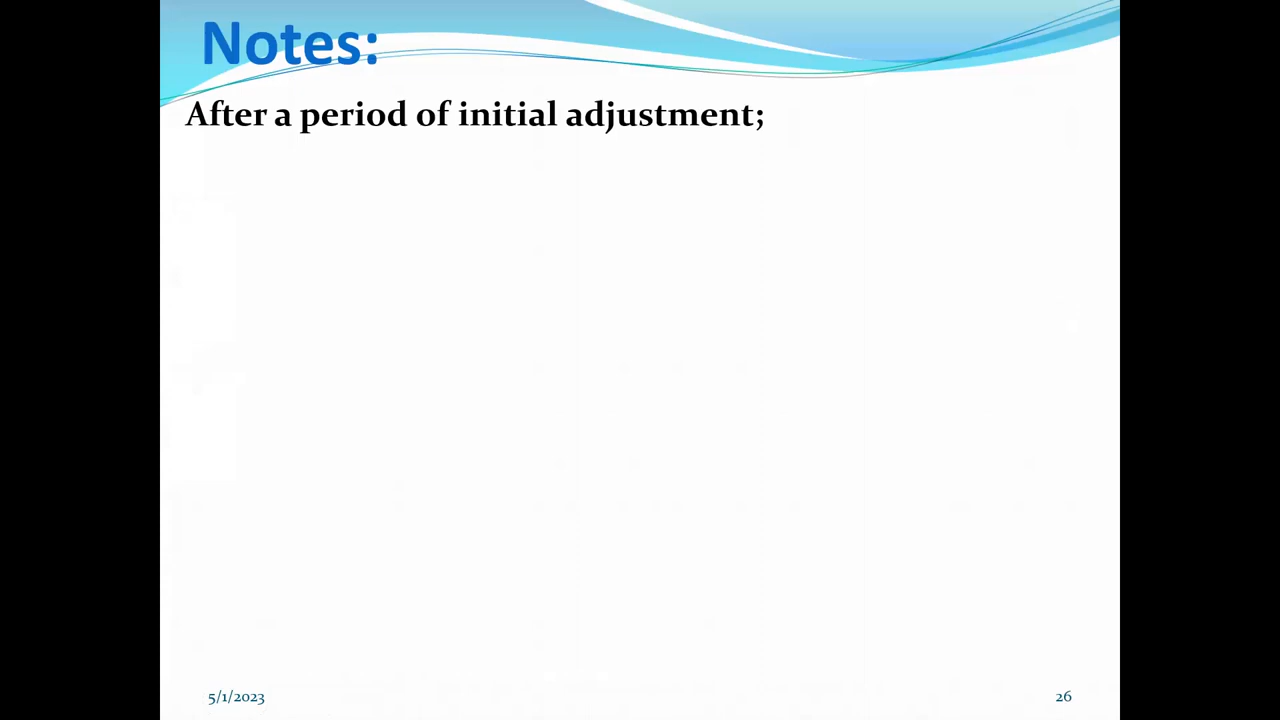 Notes:
After a period of initial adjustment;
5/1/2023
26